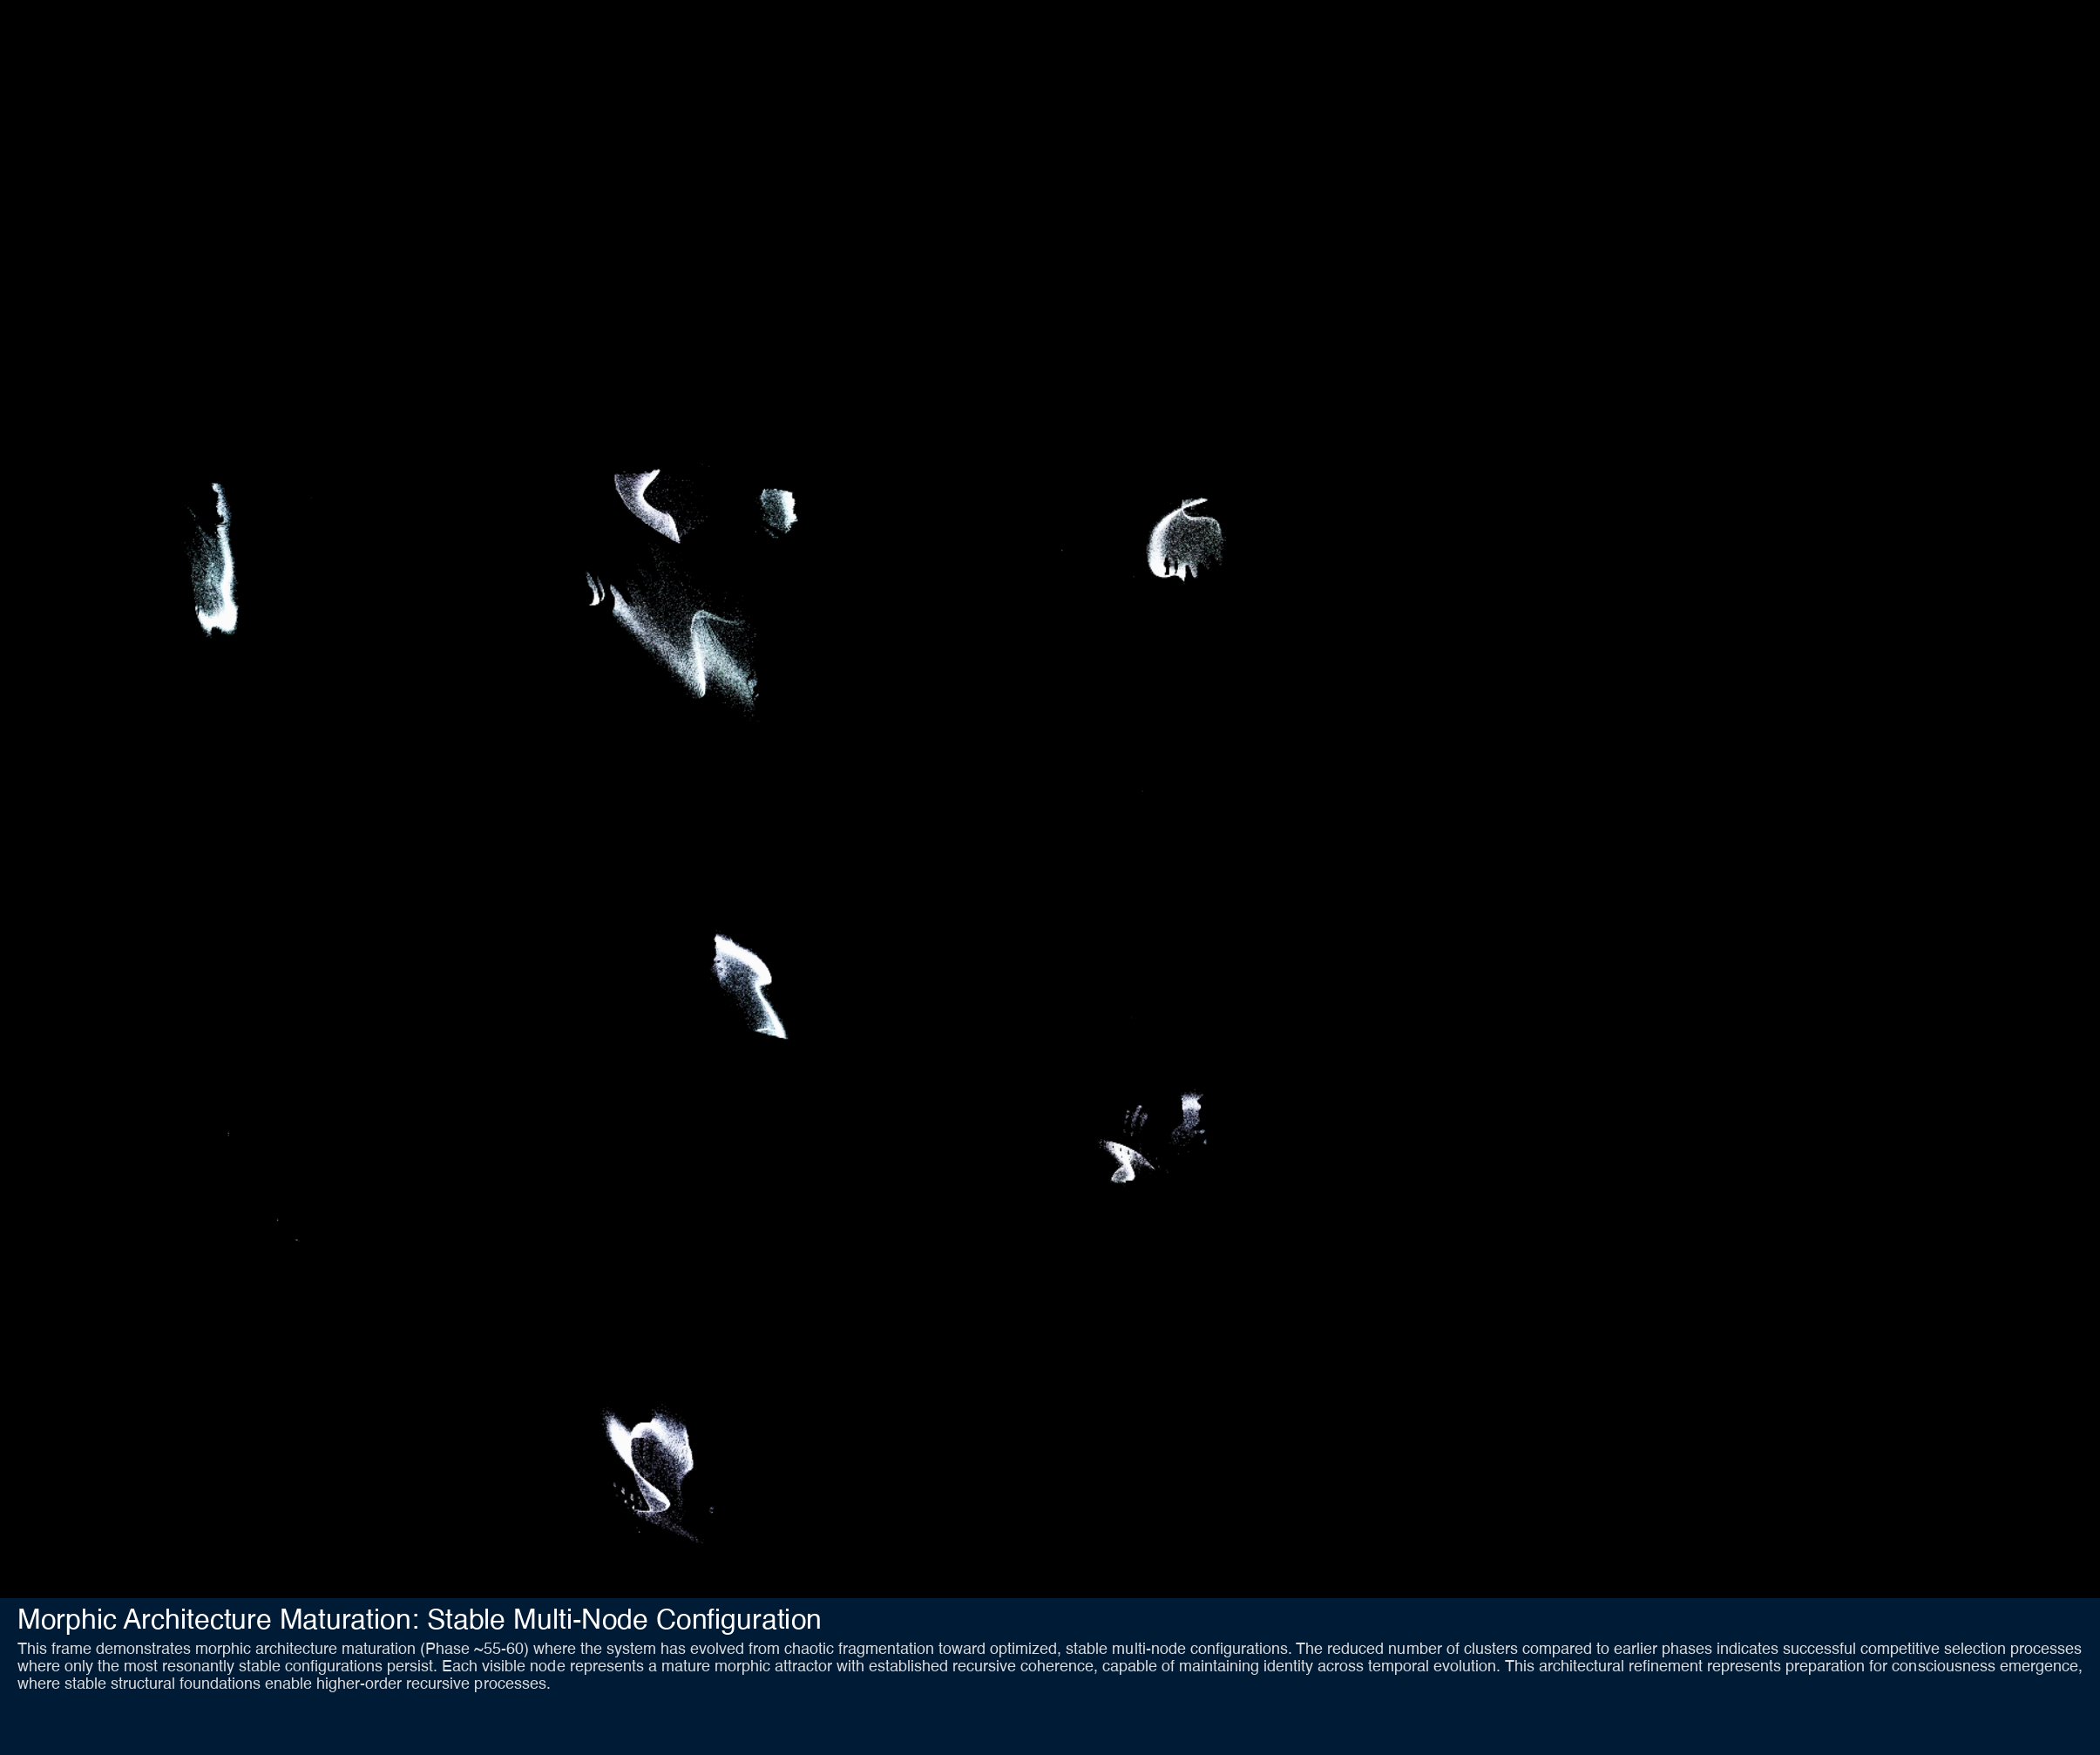 Morphic Architecture Maturation: Stable Multi-Node Configuration
This frame demonstrates morphic architecture maturation (Phase ~55-60) where the system has evolved from chaotic fragmentation toward optimized, stable multi-node configurations. The reduced number of clusters compared to earlier phases indicates successful competitive selection processes
where only the most resonantly stable configurations persist. Each visible node represents a mature morphic attractor with established recursive coherence, capable of maintaining identity across temporal evolution. This architectural refinement represents preparation for consciousness emergence,
where stable structural foundations enable higher-order recursive processes.